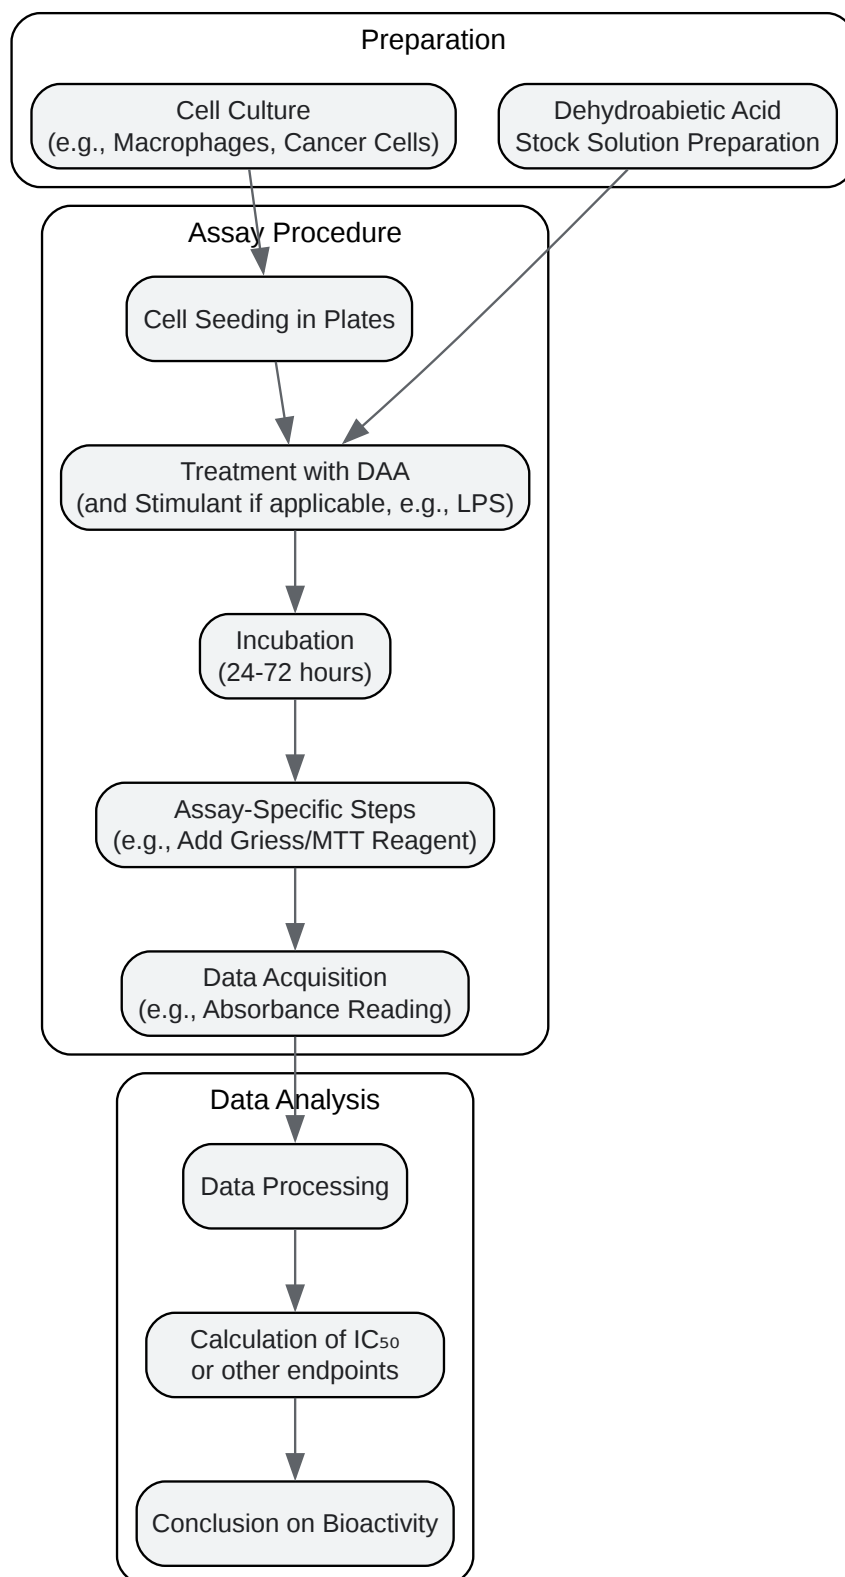 Preparation
Cell Culture
(e.g., Macrophages, Cancer Cells)
Dehydroabietic Acid
Stock Solution Preparation
Assay Procedure
Cell Seeding in Plates
Treatment with DAA
(and Stimulant if applicable, e.g., LPS)
Incubation
(24-72 hours)
Assay-Specific Steps
(e.g., Add Griess/MTT Reagent)
Data Acquisition
(e.g., Absorbance Reading)
Data Analysis
Data Processing
Calculation of IC₅₀
or other endpoints
Conclusion on Bioactivity